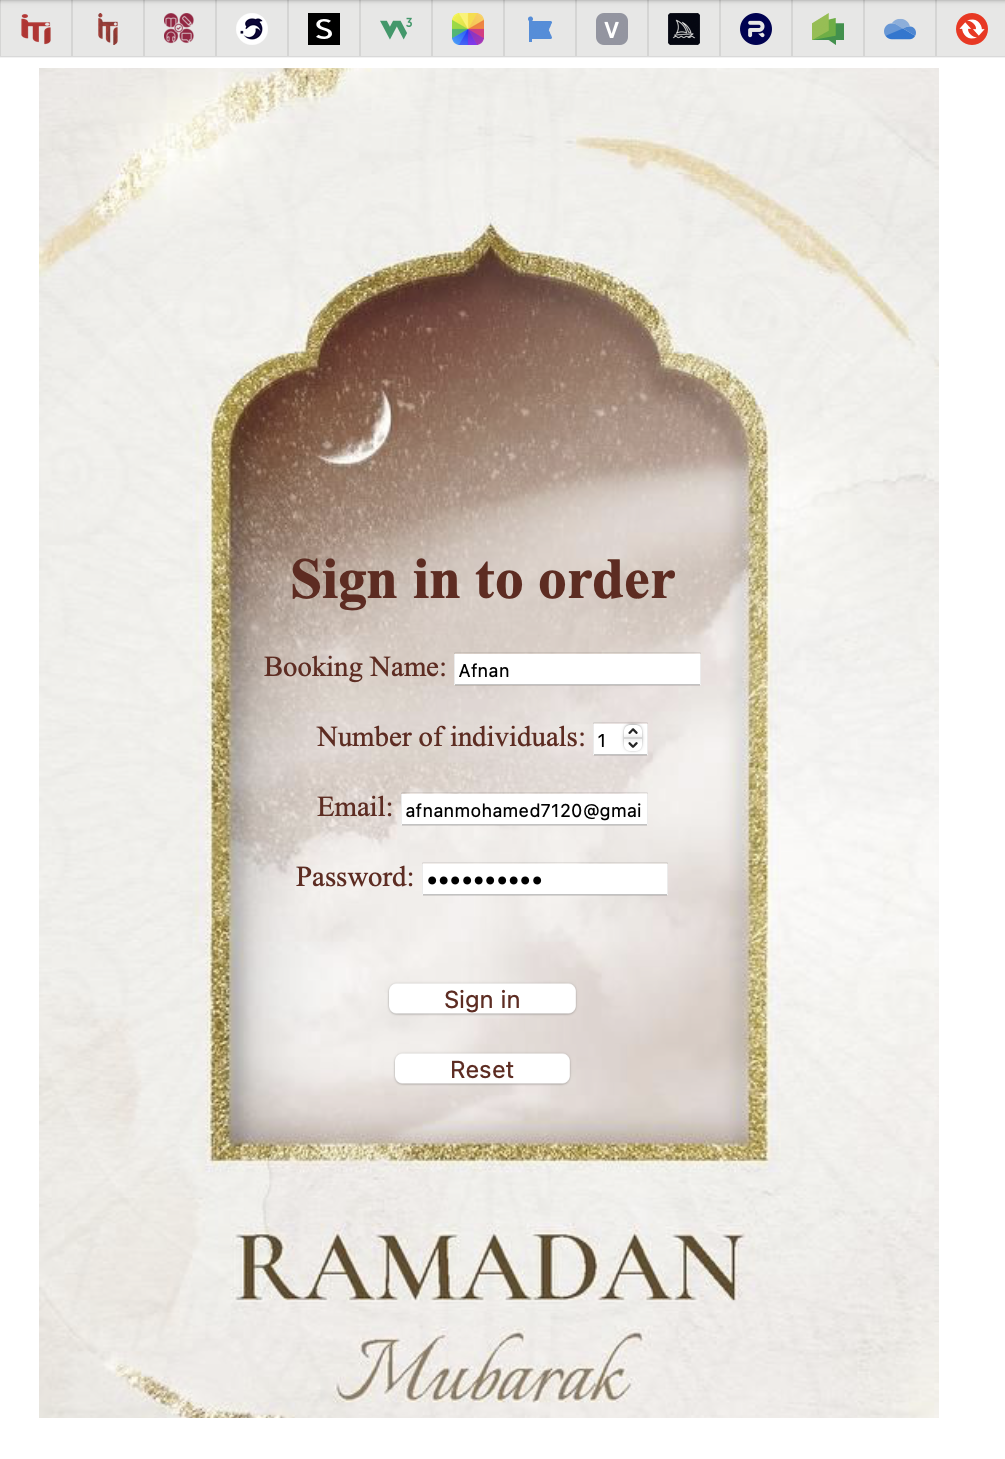 S
W3
V
R
Sign in to order
Booking Name: Afnan
Number of individuals: 1
Email: afnanmohamed7120@gmai
Password: ••••••••••
Sign in
Reset
RAMADAN
Mubarak